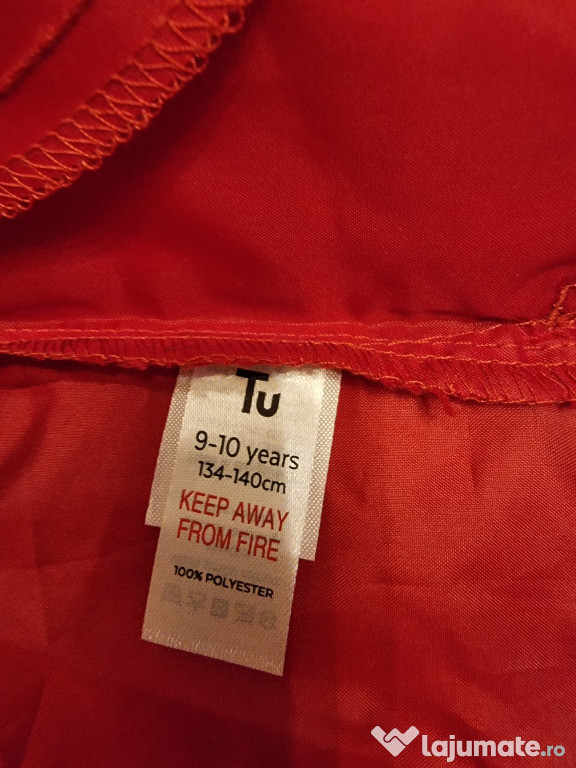 Tu
9-10 years
134-140cm
KEEP AWAY
FROM FIRE
100% POLYESTER
lajumate.ro